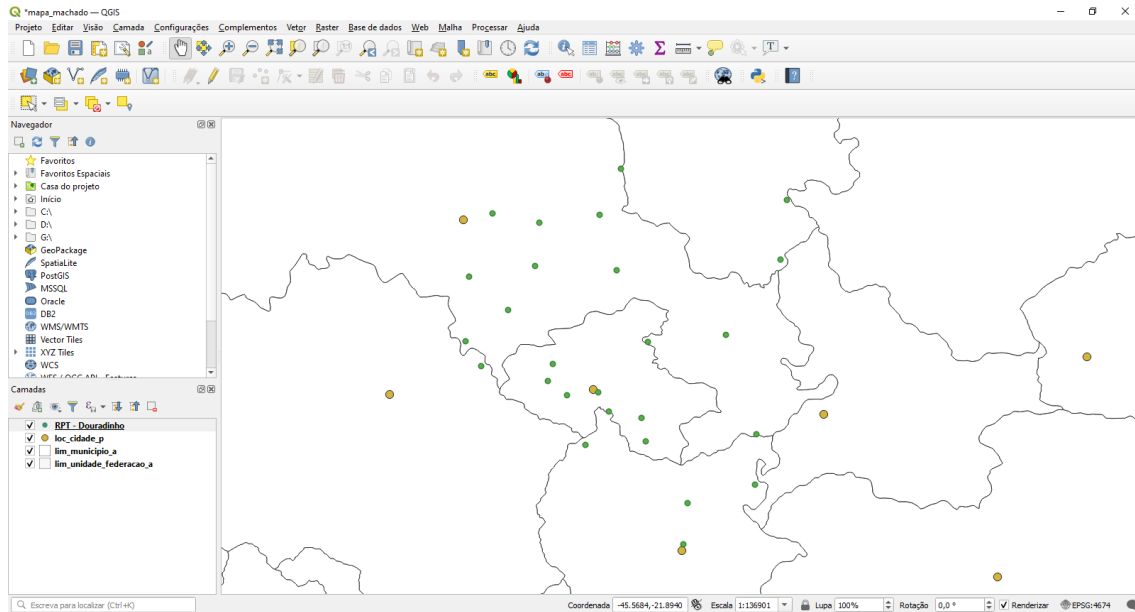 *mapa_machado — QGIS
Projeto Editar Visão Camada Configurações Complementos Vetor Raster Base de dados Web Malha Processar Ajuda
abc abc abc
Navegador
Favoritos
Favoritos Espaciais
Casa do projeto
Início
C:\
D:\
G:\
GeoPackage
SpatiaLite
PostGIS
MSSQL
Oracle
DB2
WMS/WMTS
Vector Tiles
XYZ Tiles
WCS
Camadas
RPT - Douradinho
loc_cidade_p
lim_municipio_a
lim_unidade_federacao_a
Escreva para localizar (Ctrl+K) Coordenada -45.5684,-21.8940 Escala 1:136901 Lupa 100% Rotação 0,0 ° Renderizar EPSG:4674